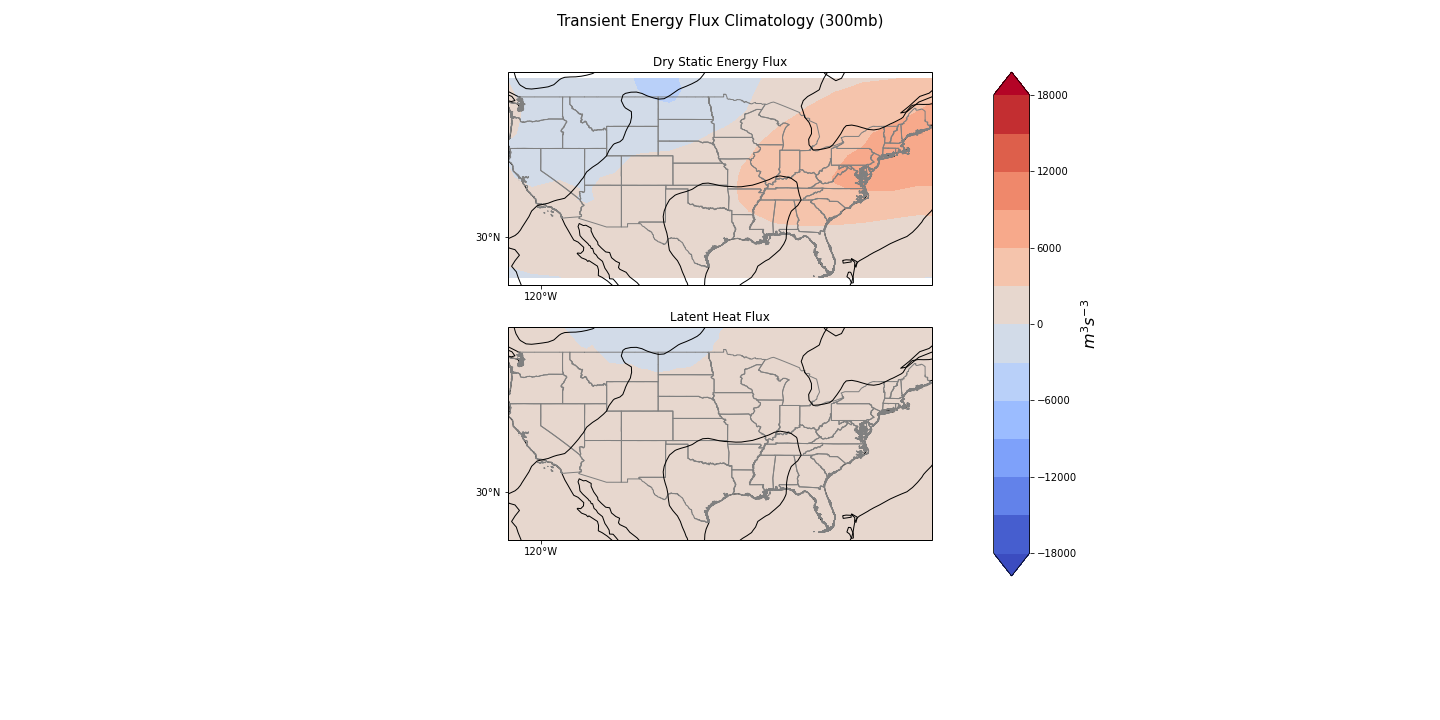 Transient Energy Flux Climatology (300mb)
Dry Static Energy Flux
30°N
120°W
Latent Heat Flux
30°N
120°W
18000
12000
6000
0
−6000
−12000
−18000
m³s⁻³